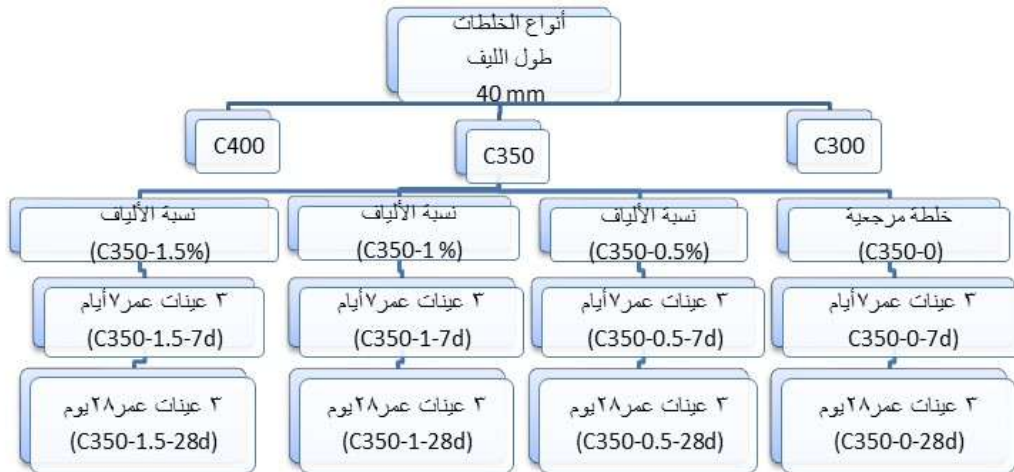 أنواع الخلطات
طول الليف
40 mm
C300
C350
C400
خلطة مرجعية
(C350-0)
نسبة الألياف
(C350-0.5%)
نسبة الألياف
(C350-1 %)
نسبة الألياف
(C350-1.5%)
٣ عينات عمر٧أيام
(C350-0-7d)
٣ عينات عمر٧أيام
(C350-0.5-7d)
٣ عينات عمر٧أيام
(C350-1-7d)
٣ عينات عمر٧أيام
(C350-1.5-7d)
٣ عينات عمر٢٨يوم
(C350-0-28d)
٣ عينات عمر٢٨يوم
(C350-0.5-28d)
٣ عينات عمر٢٨يوم
(C350-1-28d)
٣ عينات عمر٢٨يوم
(C350-1.5-28d)